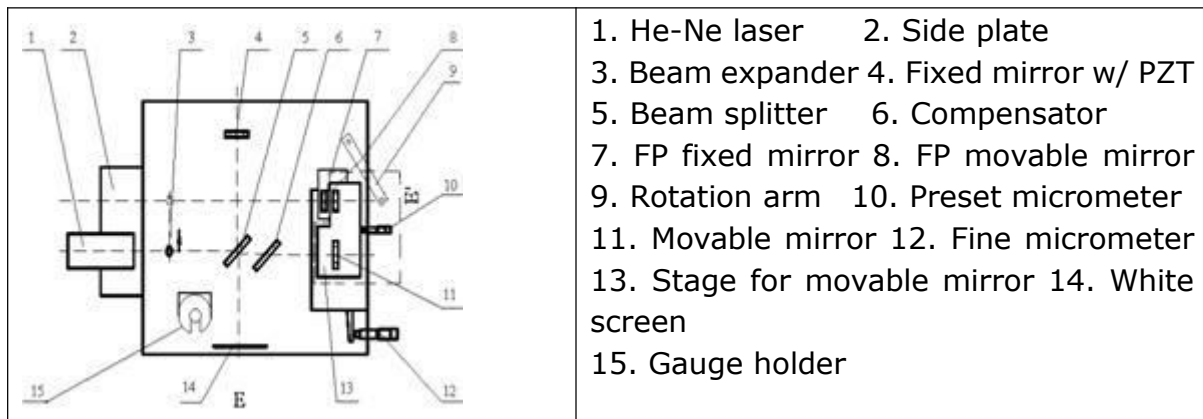 1 2 3 4 5 6 7 8
9
E'
10
11
15 E 14 13 12
1. He-Ne laser 2. Side plate
3. Beam expander 4. Fixed mirror w/ PZT
5. Beam splitter 6. Compensator
7. FP fixed mirror 8. FP movable mirror
9. Rotation arm 10. Preset micrometer
11. Movable mirror 12. Fine micrometer
13. Stage for movable mirror 14. White
screen
15. Gauge holder